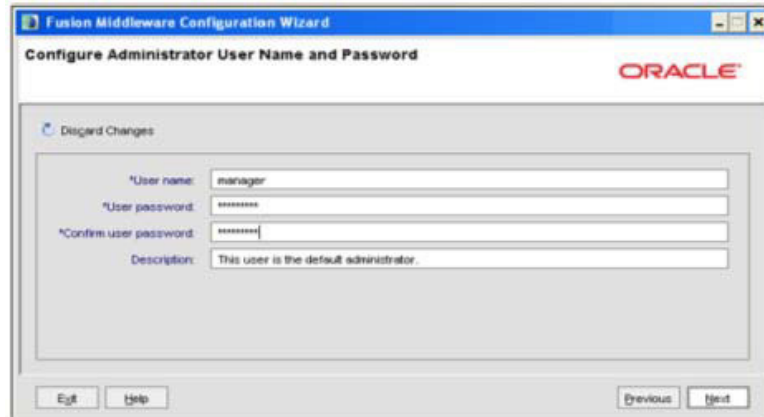 Fusion Middleware Configuration Wizard
Configure Administrator User Name and Password
ORACLE
Discard Changes
*User name: manager
*User password: *********
*Confirm user password: *********
Description: This user is the default administrator.
Exit Help Previous Next